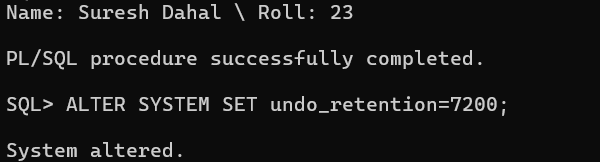 Name: Suresh Dahal \ Roll: 23
PL/SQL procedure successfully completed.
SQL> ALTER SYSTEM SET undo_retention=7200;
System altered.